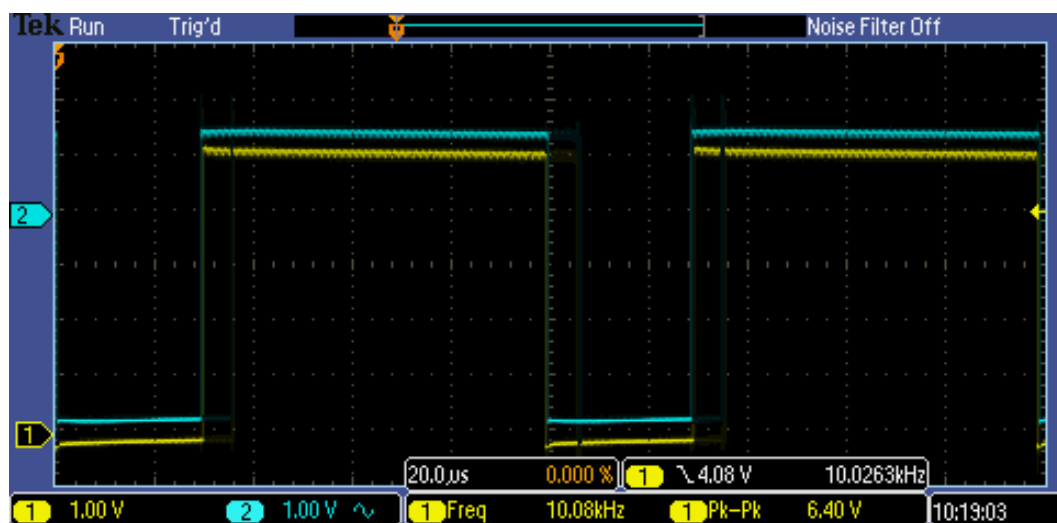 Tek Run Trig'd Noise Filter Off
2
1
20.0µs 0.000 % 1 4.08 V 10.0263kHz
1 1.00 V 2 1.00 V 1 Freq 10.08kHz 1 Pk-Pk 6.40 V 10:19:03